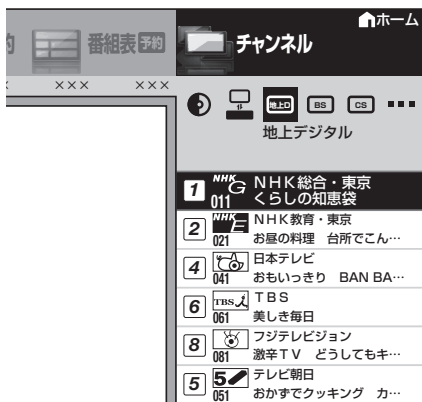 ホーム
約
番組表 予約
チャンネル
×××
×××
地上D
BS
CS
地上デジタル
1 NHK G 011 NHK総合・東京
くらしの知恵袋
2 NHK E 021 NHK教育・東京
お昼の料理 台所でこん…
4 041 日本テレビ
おもいっきり BAN BA…
6 TBS 061 TBS
美しき毎日
8 081 フジテレビジョン
激辛TV どうしてもキ…
5 5 051 テレビ朝日
おかずでクッキング カ…